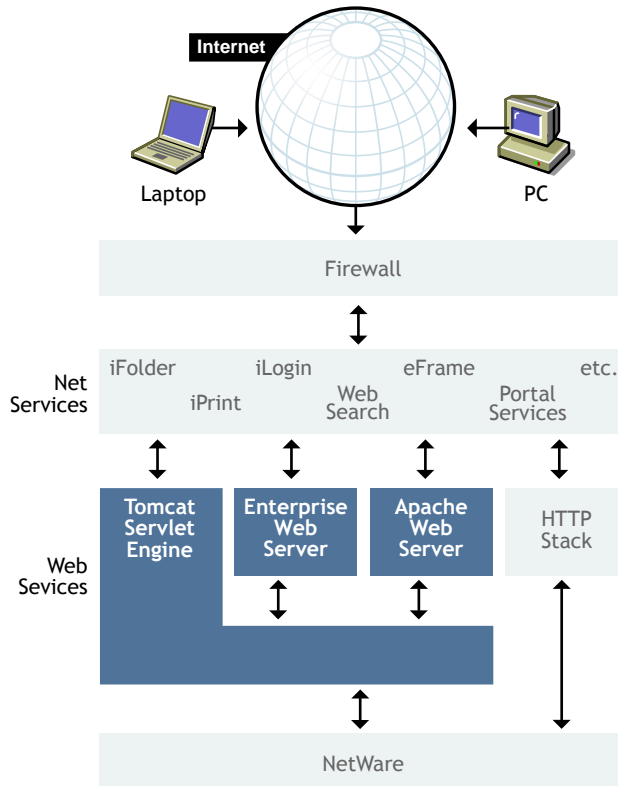 Internet
Laptop
PC
Firewall
Net
Services
iFolder
iLogin
eFrame
etc.
iPrint
Web
Search
Portal
Services
Web
Sevices
Tomcat
Servlet
Engine
Enterprise
Web
Server
Apache
Web
Server
HTTP
Stack
NetWare